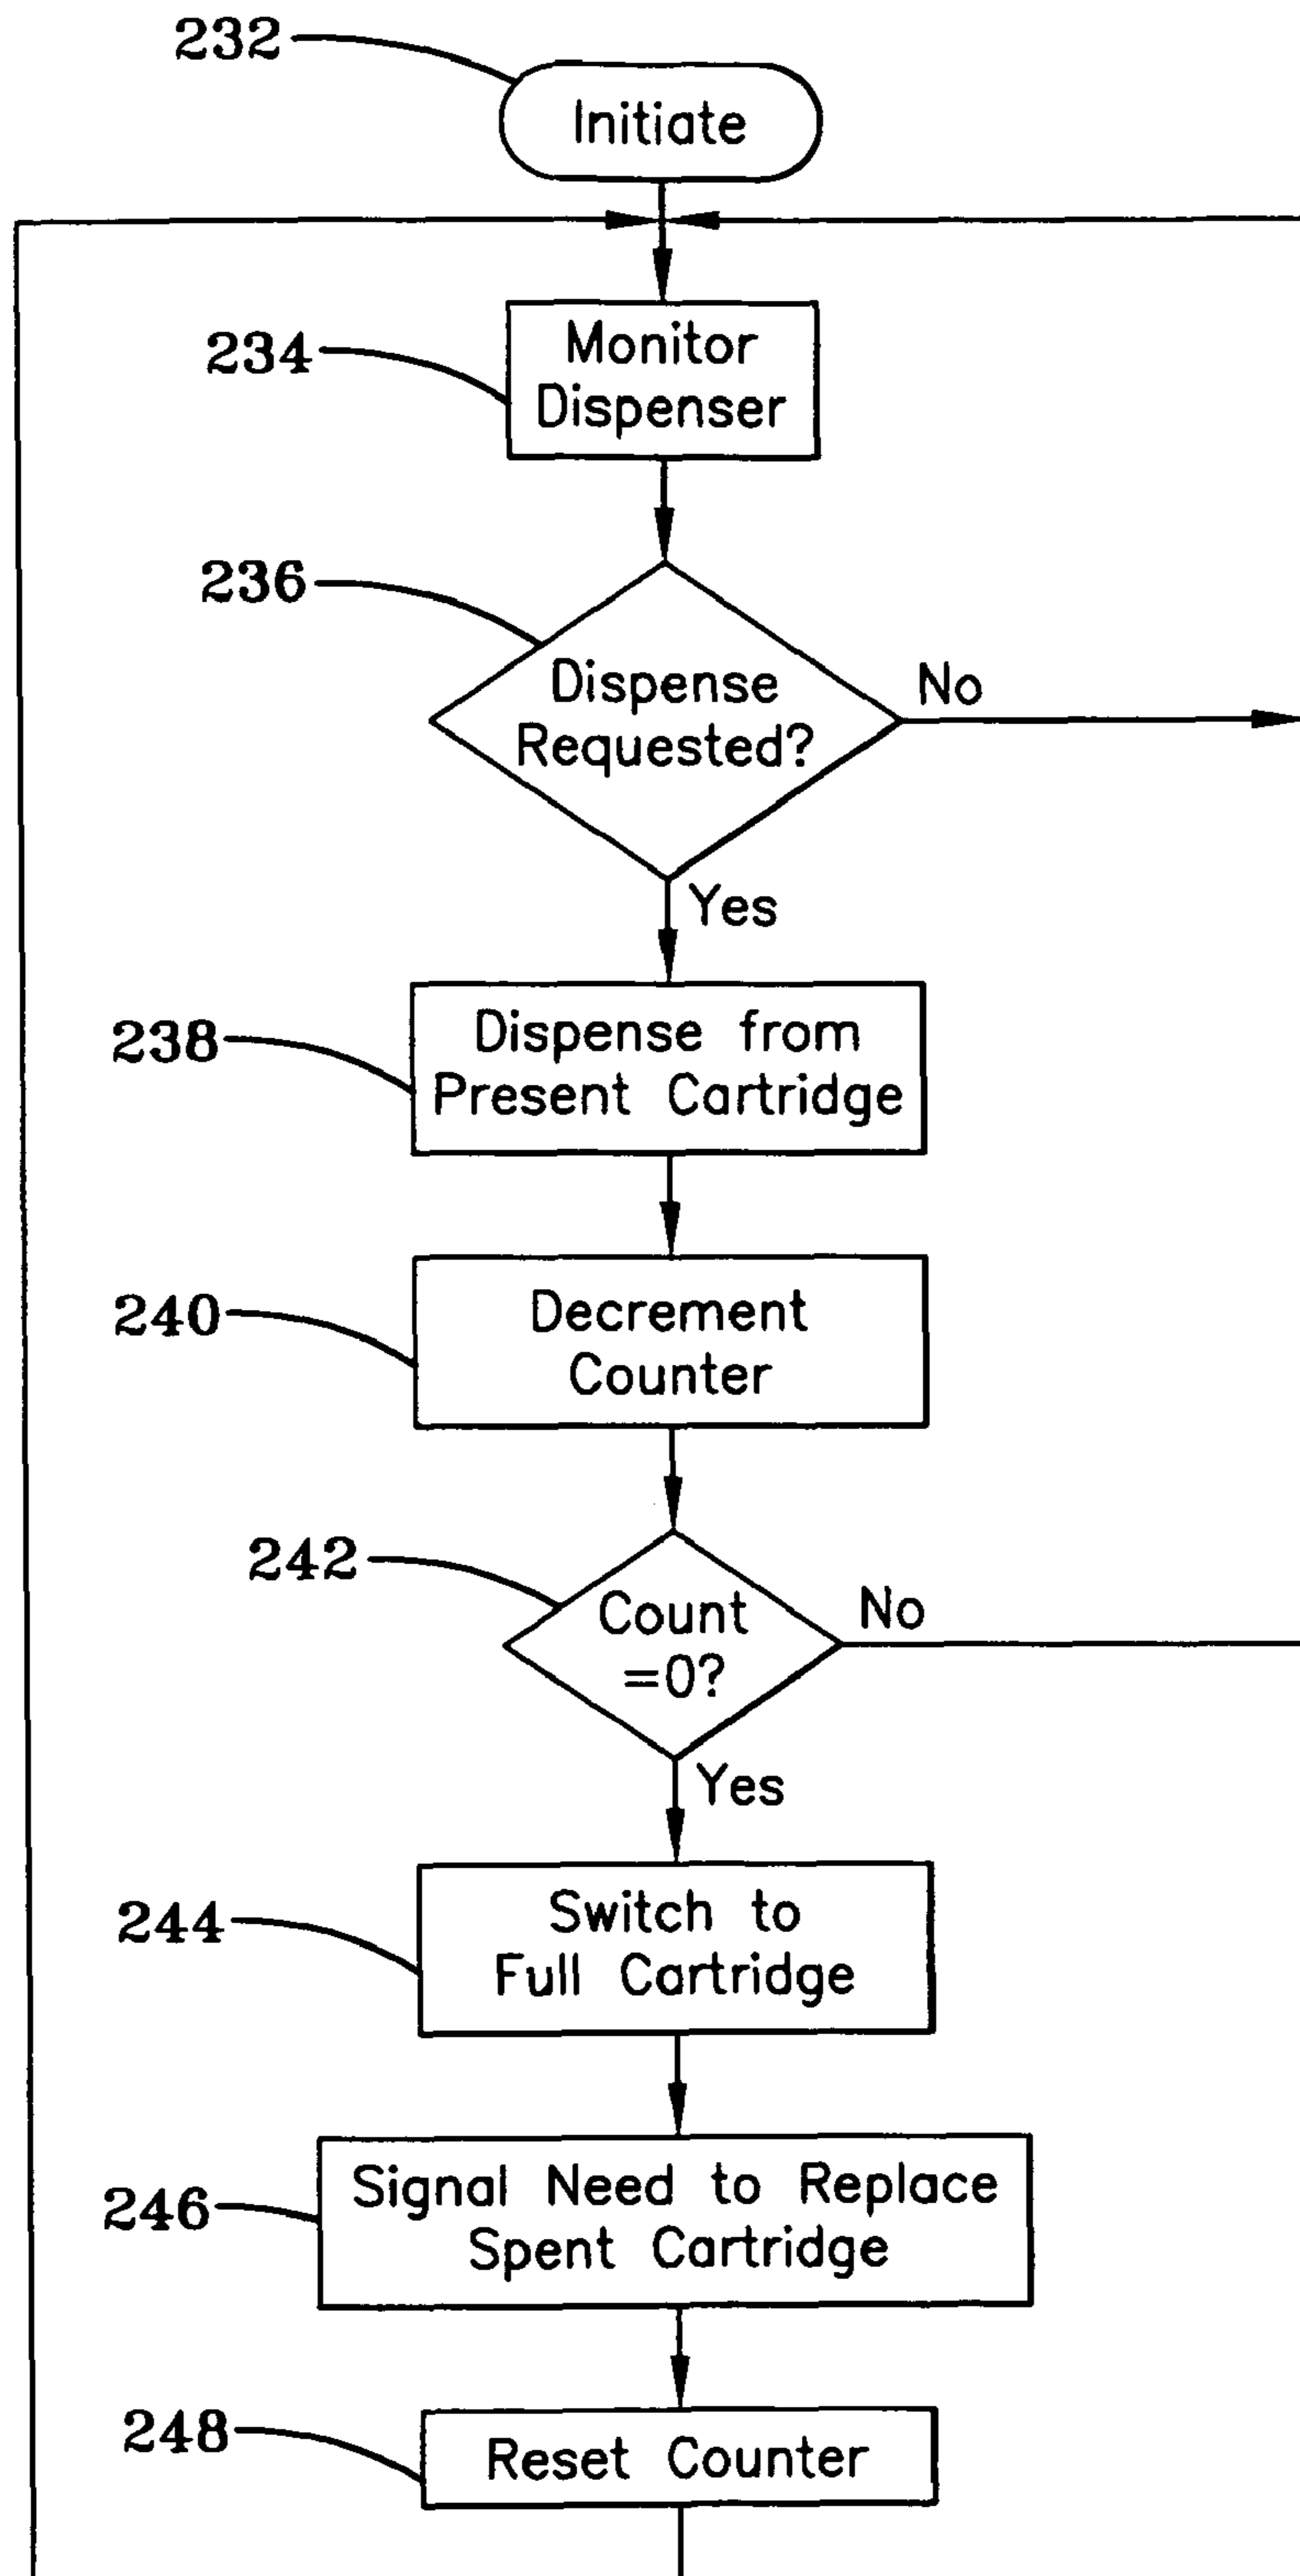 232
Initiate
234
Monitor
Dispenser
236
Dispense
Requested?
No
Yes
238
Dispense from
Present Cartridge
240
Decrement
Counter
242
Count
=0?
No
Yes
244
Switch to
Full Cartridge
246
Signal Need to Replace
Spent Cartridge
248
Reset Counter